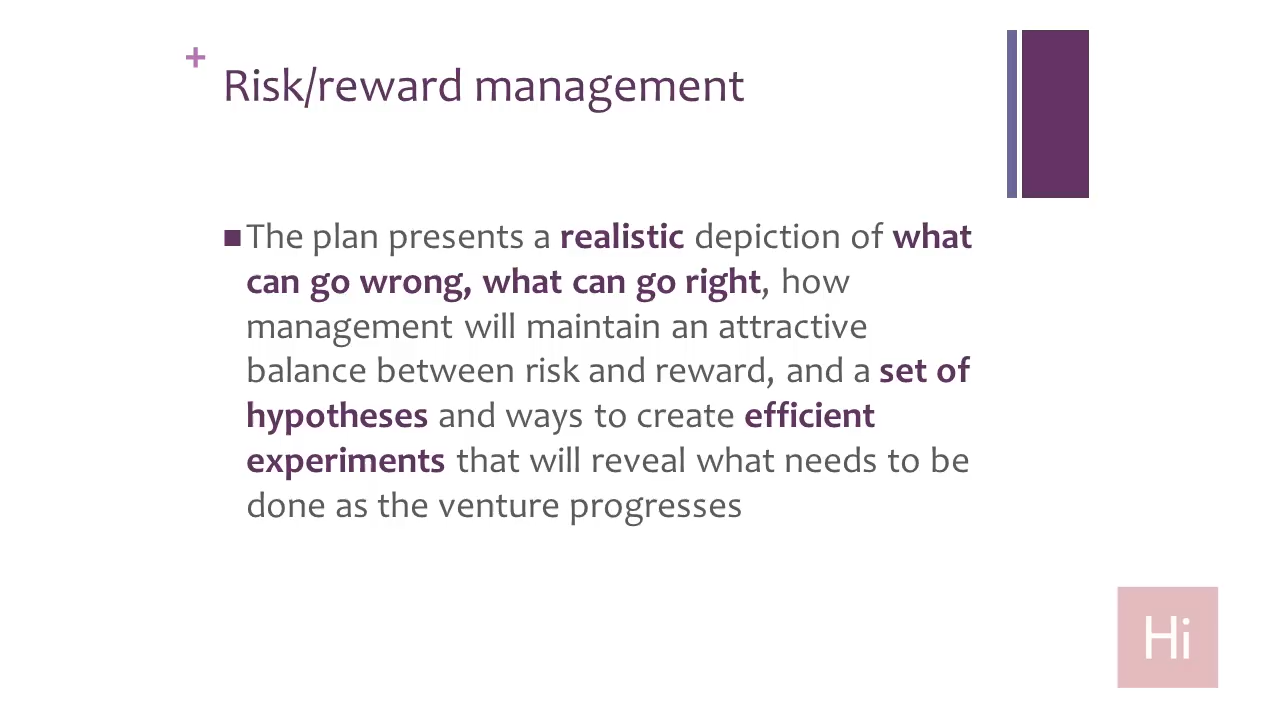 +
Risk/reward management
The plan presents a realistic depiction of what
can go wrong, what can go right, how
management will maintain an attractive
balance between risk and reward, and a set of
hypotheses and ways to create efficient
experiments that will reveal what needs to be
done as the venture progresses
Hi